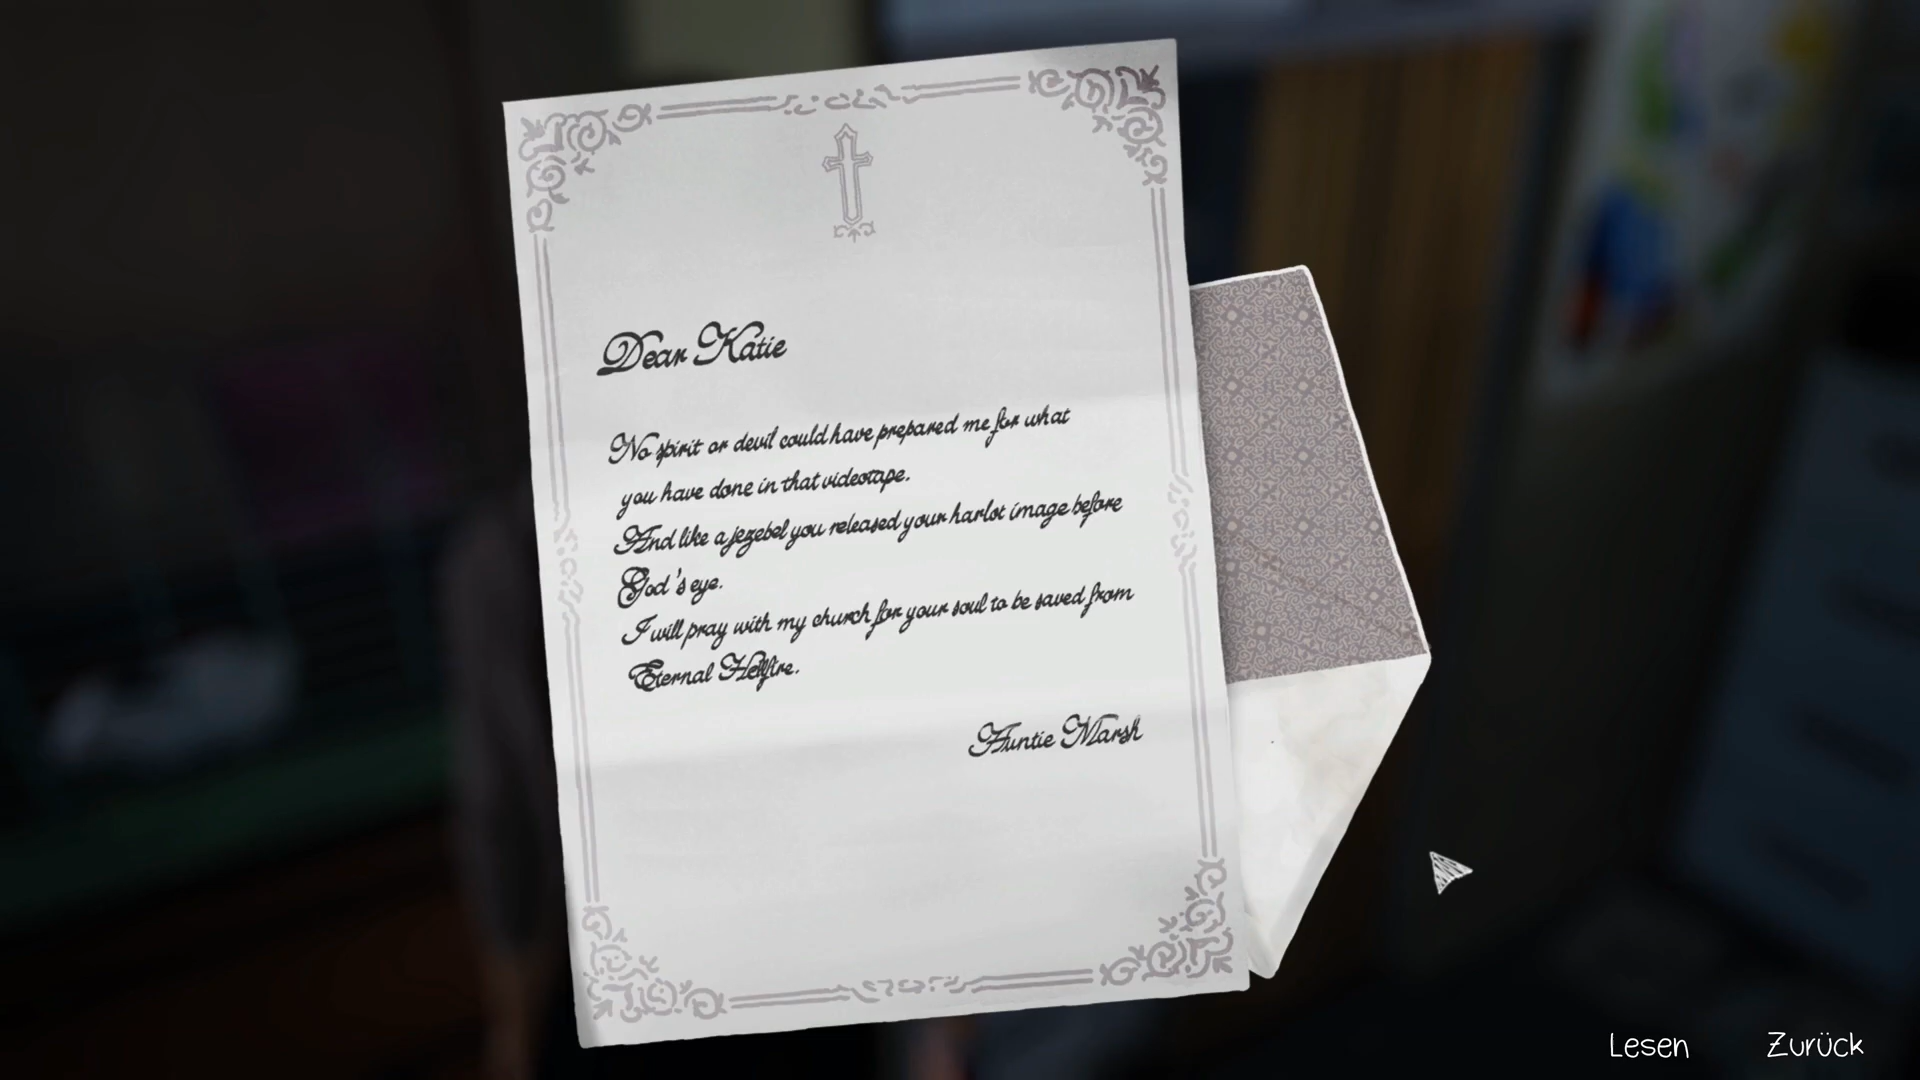 Dear Katie
No spirit or devil could have prepared me for what
you have done in that videotape.
And like a jezebel you released your harlot image before
God's eye.
I will pray with my church for your soul to be saved from
Eternal Hellfire.
Auntie Marsh
Lesen
Zurück